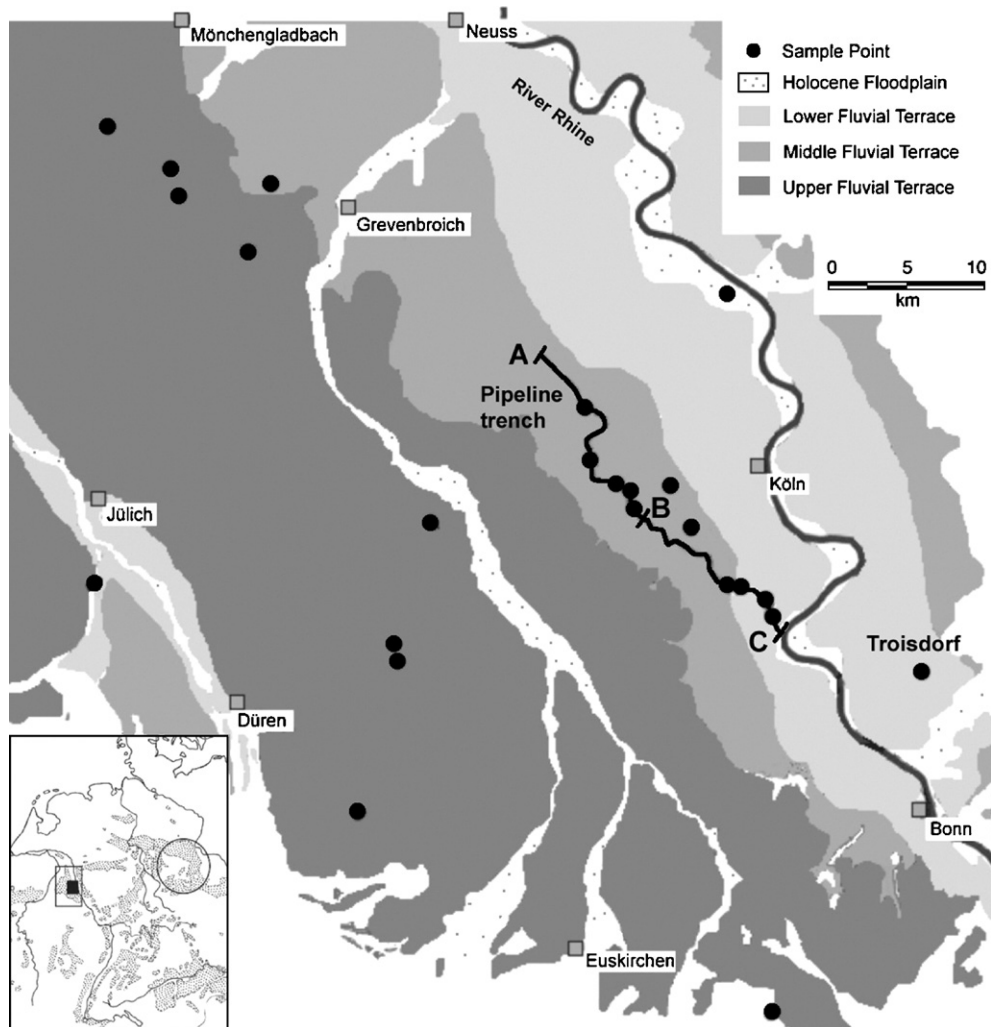 Mönchengladbach
Neuss
River Rhine
Sample Point
Holocene Floodplain
Lower Fluvial Terrace
Middle Fluvial Terrace
Upper Fluvial Terrace
0 5 10
km
Grevenbroich
A
Pipeline
trench
Köln
Jülich
B
C
Troisdorf
Düren
Bonn
Euskirchen